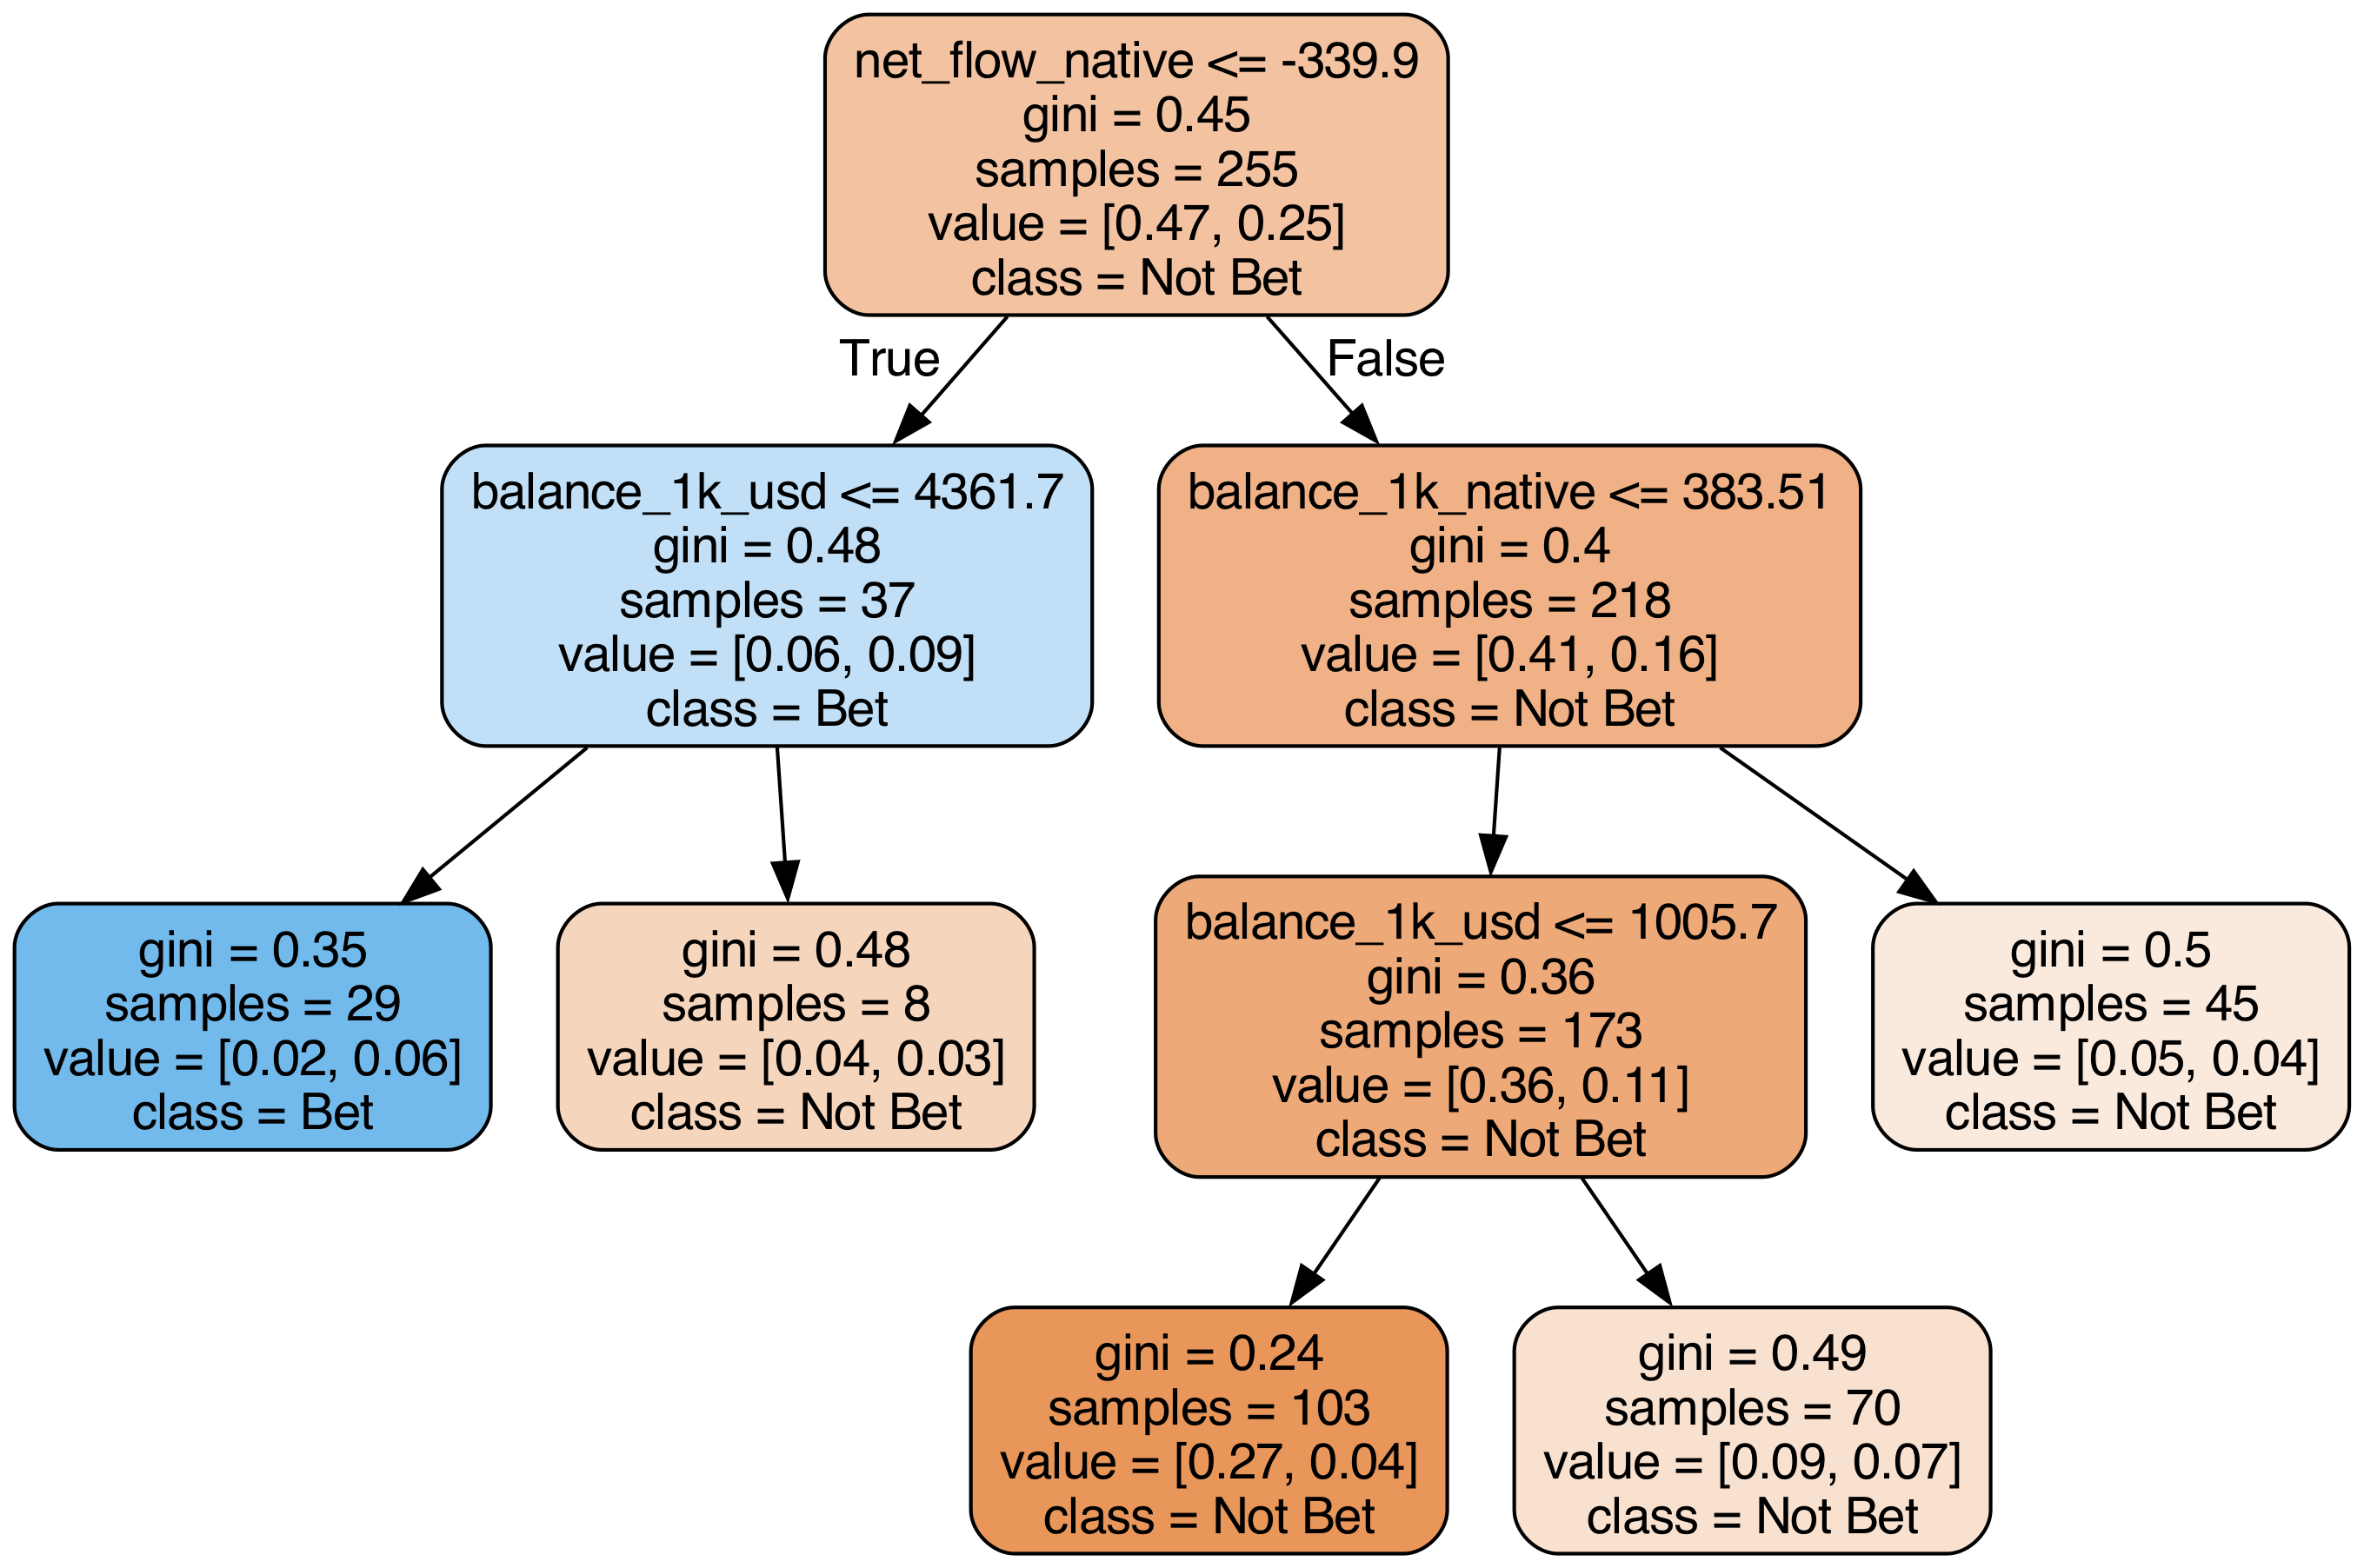 net_flow_native <= -339.9
gini = 0.45
samples = 255
value = [0.47, 0.25]
class = Not Bet
True
False
balance_1k_usd <= 4361.7
gini = 0.48
samples = 37
value = [0.06, 0.09]
class = Bet
balance_1k_native <= 383.51
gini = 0.4
samples = 218
value = [0.41, 0.16]
class = Not Bet
gini = 0.35
samples = 29
value = [0.02, 0.06]
class = Bet
gini = 0.48
samples = 8
value = [0.04, 0.03]
class = Not Bet
balance_1k_usd <= 1005.7
gini = 0.36
samples = 173
value = [0.36, 0.11]
class = Not Bet
gini = 0.5
samples = 45
value = [0.05, 0.04]
class = Not Bet
gini = 0.24
samples = 103
value = [0.27, 0.04]
class = Not Bet
gini = 0.49
samples = 70
value = [0.09, 0.07]
class = Not Bet